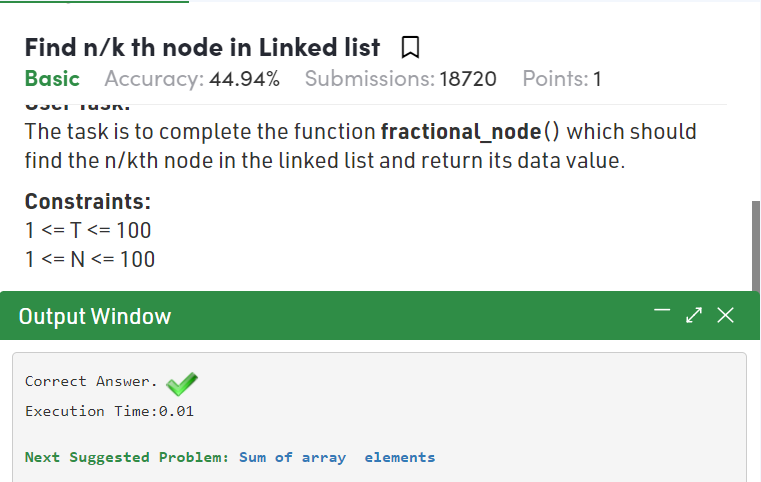 Find n/k th node in Linked list
Basic Accuracy: 44.94% Submissions: 18720 Points: 1
User Task:
The task is to complete the function fractional_node() which should
find the n/kth node in the linked list and return its data value.
Constraints:
1 <= T <= 100
1 <= N <= 100
Output Window
Correct Answer.
Execution Time:0.01
Next Suggested Problem: Sum of array elements